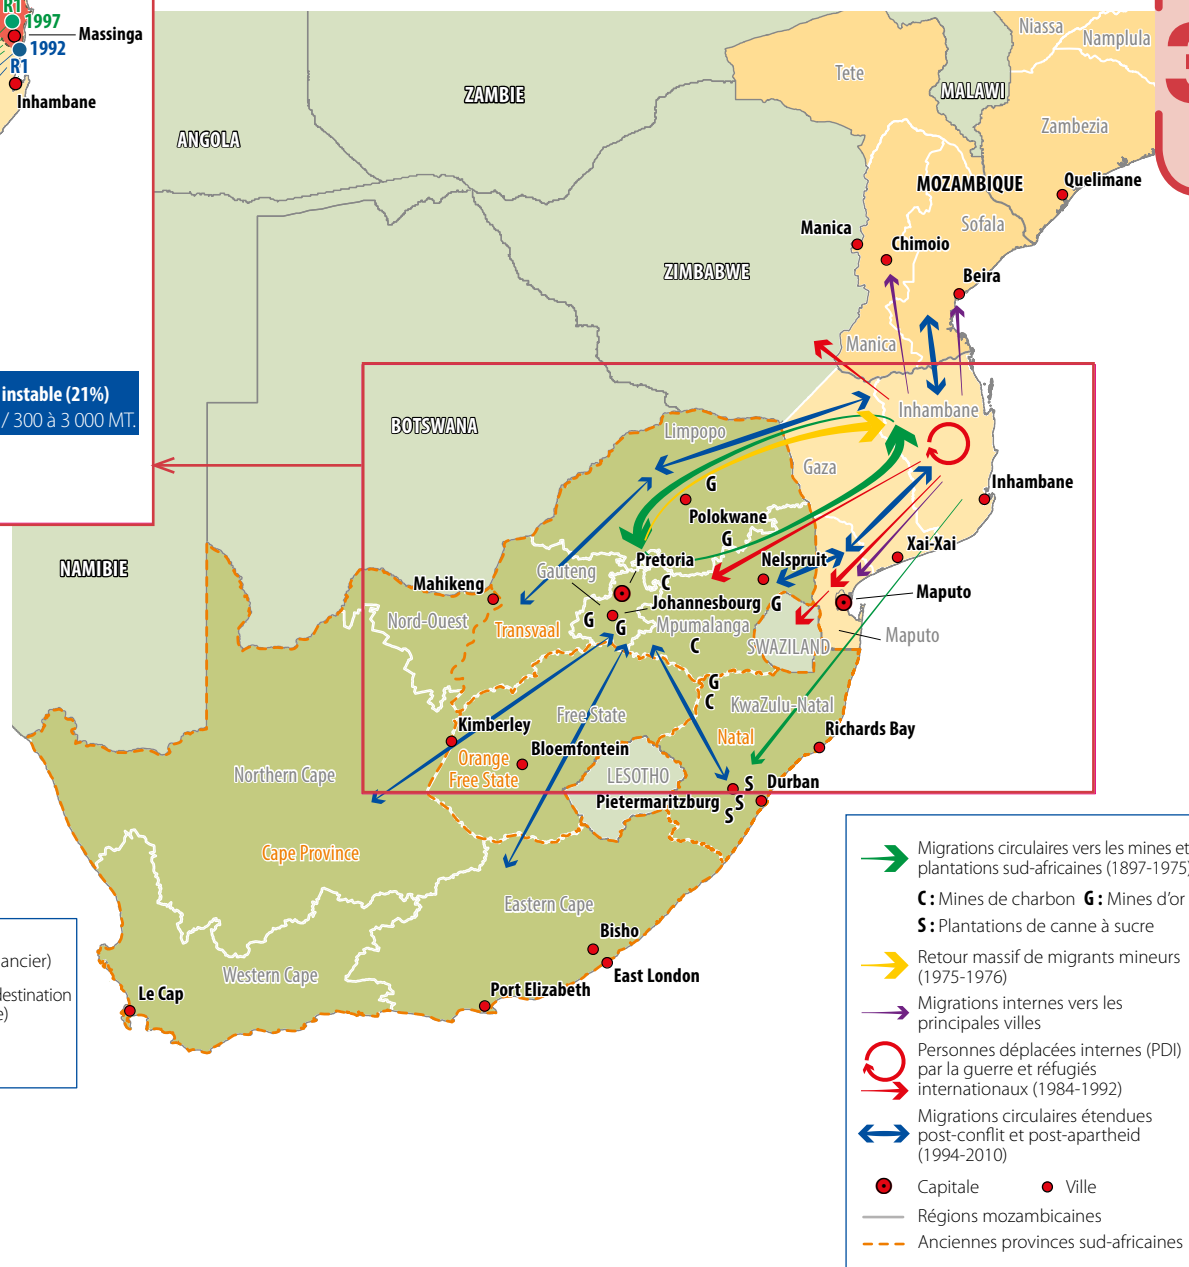 R1
1997
Massinga
1992
R1
Inhambane
instable (21%)
/ 300 à 3 000 MT.
ancier)
destination
e)
3
Niassa
Namplula
Tete
MALAWI
ZAMBIE
ANGOLA
Zambezia
MOZAMBIQUE
Quelimane
Sofala
Manica
Chimoio
ZIMBABWE
Beira
Manica
Inhambane
BOTSWANA
Limpopo
Gaza
G
Inhambane
Polokwane
G
Xai-Xai
Pretoria
Nelspruit
NAMIBIE
Gauteng
Mahikeng
C
Maputo
Johannesbourg
G
Nord-Ouest
Transvaal
G
G
Mpumalanga
Maputo
C
SWAZILAND
G
C
KwaZulu-Natal
Free State
Kimberley
Natal
Richards Bay
Bloemfontein
Orange
Free State
Northern Cape
LESOTHO
S
Durban
Pietermaritzburg
S
S
Cape Province
Eastern Cape
Bisho
Western Cape
East London
Le Cap
Port Elizabeth
Migrations circulaires vers les mines et
plantations sud-africaines (1897-1975)
C : Mines de charbon G : Mines d'or
S : Plantations de canne à sucre
Retour massif de migrants mineurs
(1975-1976)
Migrations internes vers les
principales villes
Personnes déplacées internes (PDI)
par la guerre et réfugiés
internationaux (1984-1992)
Migrations circulaires étendues
post-conflit et post-apartheid
(1994-2010)
Capitale
Ville
Régions mozambicaines
Anciennes provinces sud-africaines